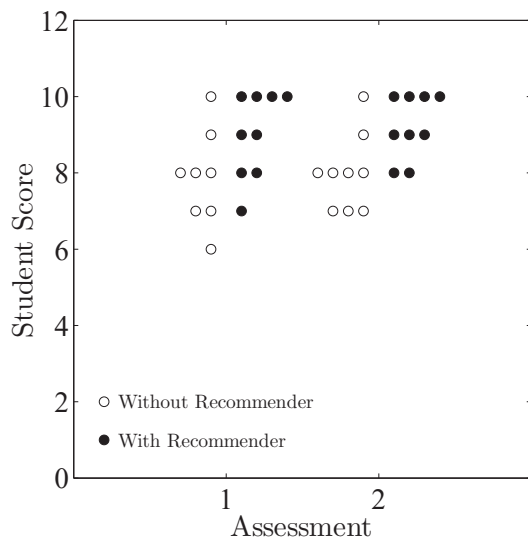 12
10
8
6
4
2
0
Student Score
Without Recommender
With Recommender
1 2
Assessment